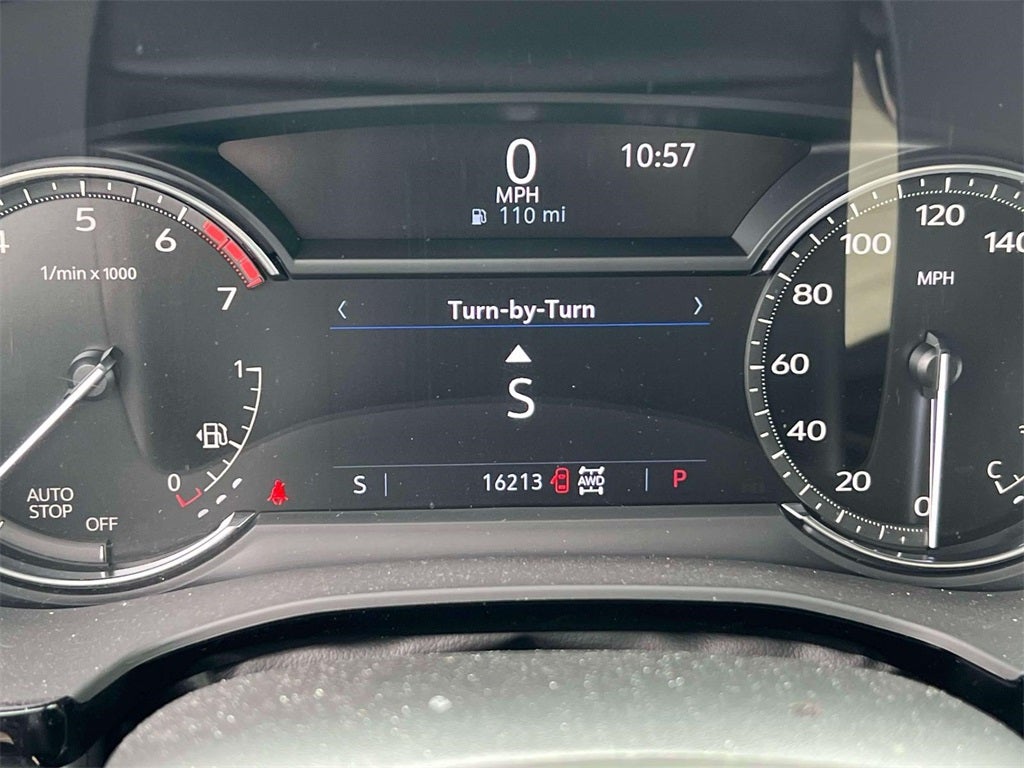 0
MPH
10:57
110 mi
4
5
6
7
1/min x 1000
1
0
AUTO
STOP
OFF
< Turn-by-Turn >
S
S
16213
AWD
P
0
20
40
60
80
100
120
140
MPH
C